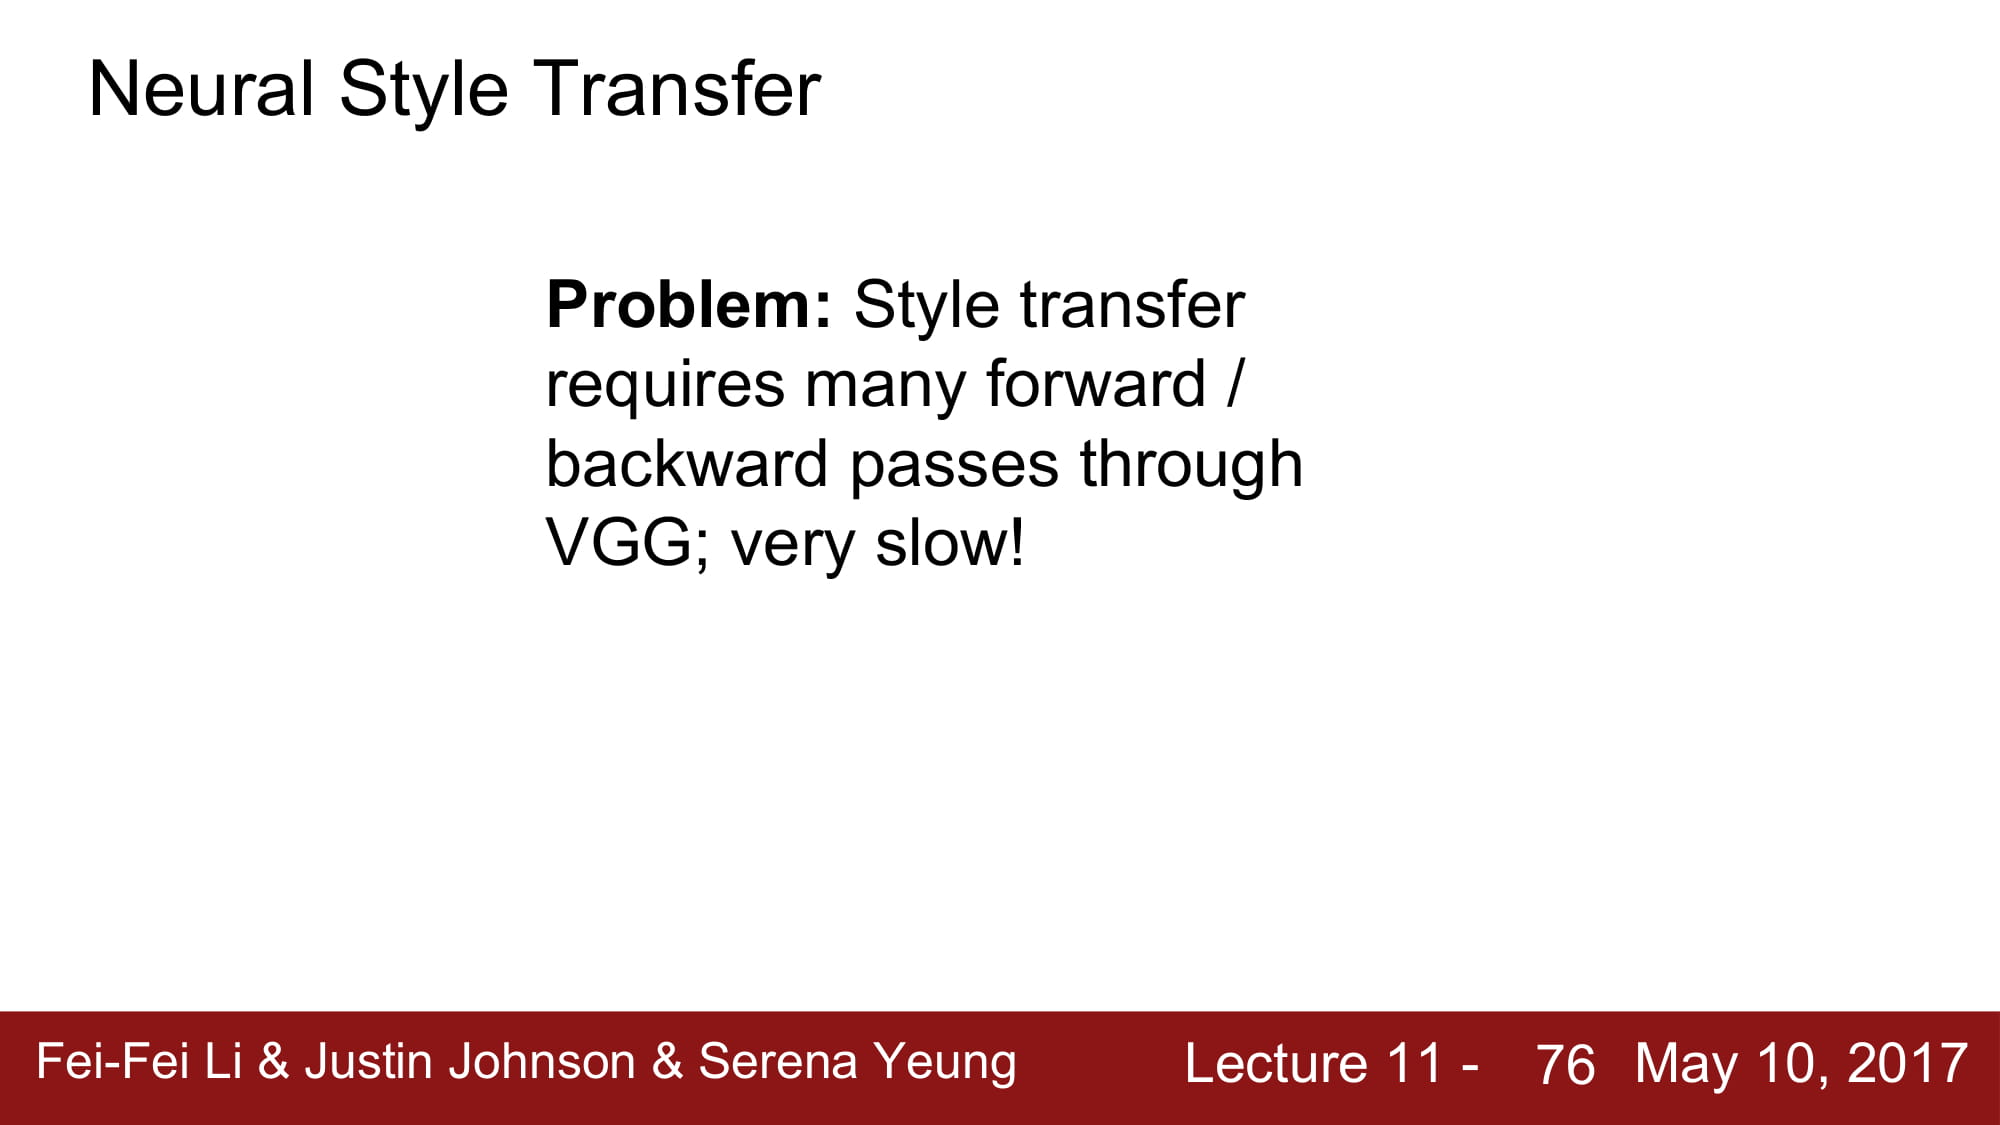 Neural Style Transfer
Problem: Style transfer
requires many forward /
backward passes through
VGG; very slow!
Fei-Fei Li & Justin Johnson & Serena Yeung
Lecture 11 - 76 May 10, 2017